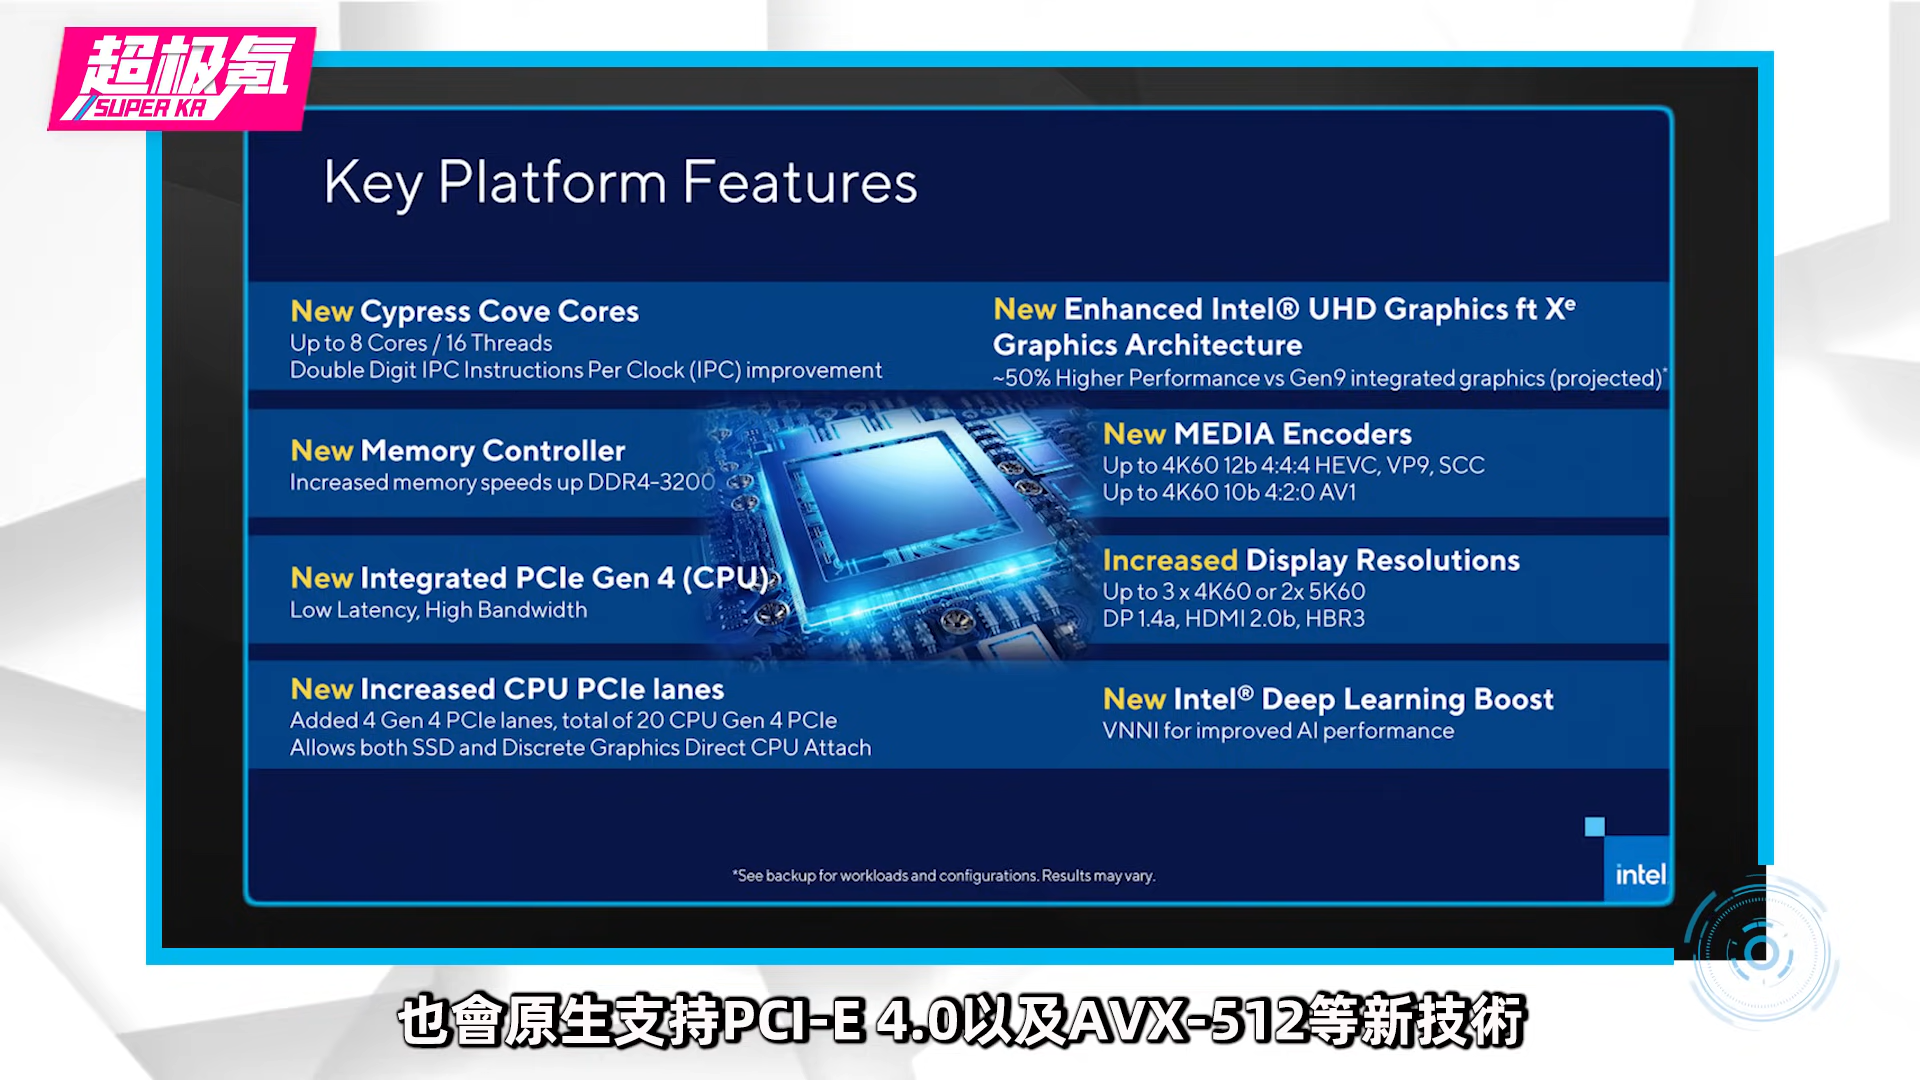 超极氪
SUPER KR
Key Platform Features
New Cypress Cove Cores
Up to 8 Cores / 16 Threads
Double Digit IPC Instructions Per Clock (IPC) improvement
New Memory Controller
Increased memory speeds up DDR4-3200
New Integrated PCIe Gen 4 (CPU)
Low Latency, High Bandwidth
New Increased CPU PCIe lanes
Added 4 Gen 4 PCIe lanes, total of 20 CPU Gen 4 PCIe
Allows both SSD and Discrete Graphics Direct CPU Attach
New Enhanced Intel® UHD Graphics ft Xᵉ
Graphics Architecture
~50% Higher Performance vs Gen9 integrated graphics (projected)*
New MEDIA Encoders
Up to 4K60 12b 4:4:4 HEVC, VP9, SCC
Up to 4K60 10b 4:2:0 AV1
Increased Display Resolutions
Up to 3 x 4K60 or 2x 5K60
DP 1.4a, HDMI 2.0b, HBR3
New Intel® Deep Learning Boost
VNNI for improved AI performance
*See backup for workloads and configurations. Results may vary.
intel
也會原生支持PCI-E 4.0以及AVX-512等新技術